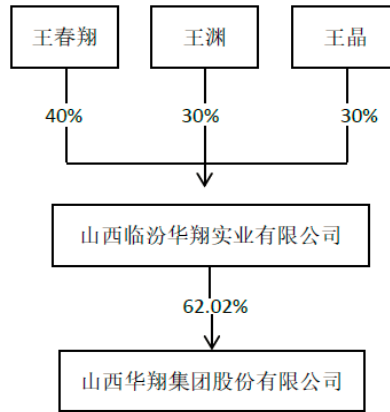 王春翔
王渊
王晶
40%
30%
30%
山西临汾华翔实业有限公司
62.02%
山西华翔集团股份有限公司